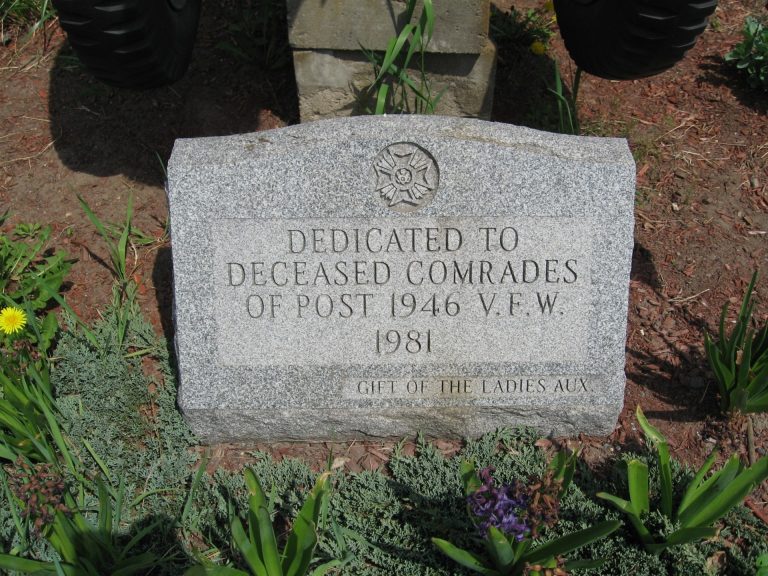 DEDICATED TO
DECEASED COMRADES
OF POST 1946 V.F.W.
1981
GIFT OF THE LADIES AUX.